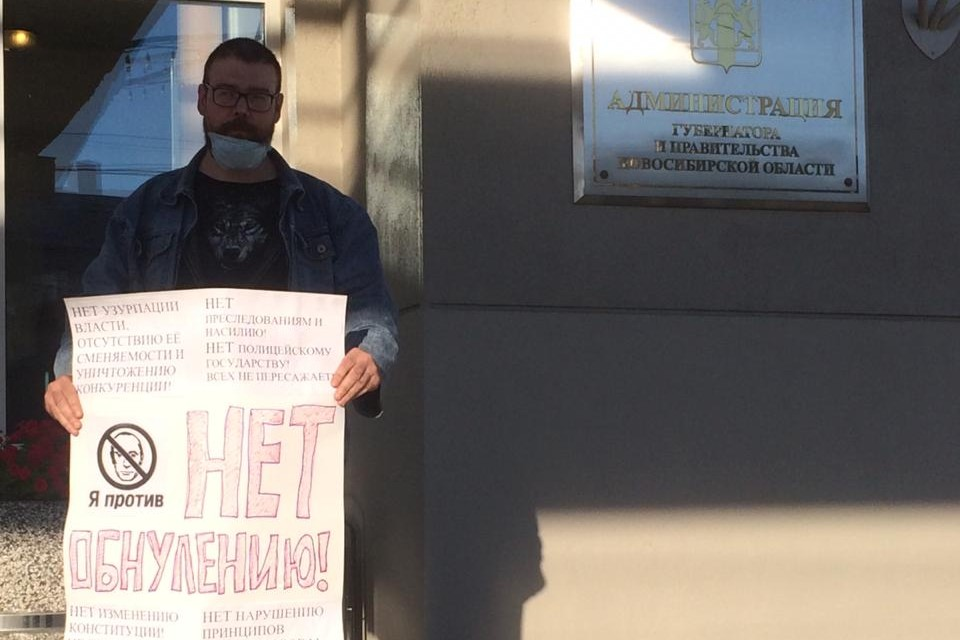 АДМИНИСТРАЦИЯ
ГУБЕРНАТОРА
И ПРАВИТЕЛЬСТВА
НОВОСИБИРСКОЙ ОБЛАСТИ
НЕТ УЗУРПАЦИИ
ВЛАСТИ,
ОТСУТСТВИЮ ЕЁ
СМЕНЯЕМОСТИ И
УНИЧТОЖЕНИЮ
КОНКУРЕНЦИИ!
НЕТ
ПРЕСЛЕДОВАНИЯМ И
НАСИЛИЮ!
НЕТ ПОЛИЦЕЙСКОМУ
ГОСУДАРСТВУ!
ВСЕХ НЕ ПЕРЕСАЖАЕТ
Я против
НЕТ
ОБНУЛЕНИЮ!
НЕТ ИЗМЕНЕНИЮ
КОНСТИТУЦИИ!
НЕТ НАРУШЕНИЮ
ПРИНЦИПОВ